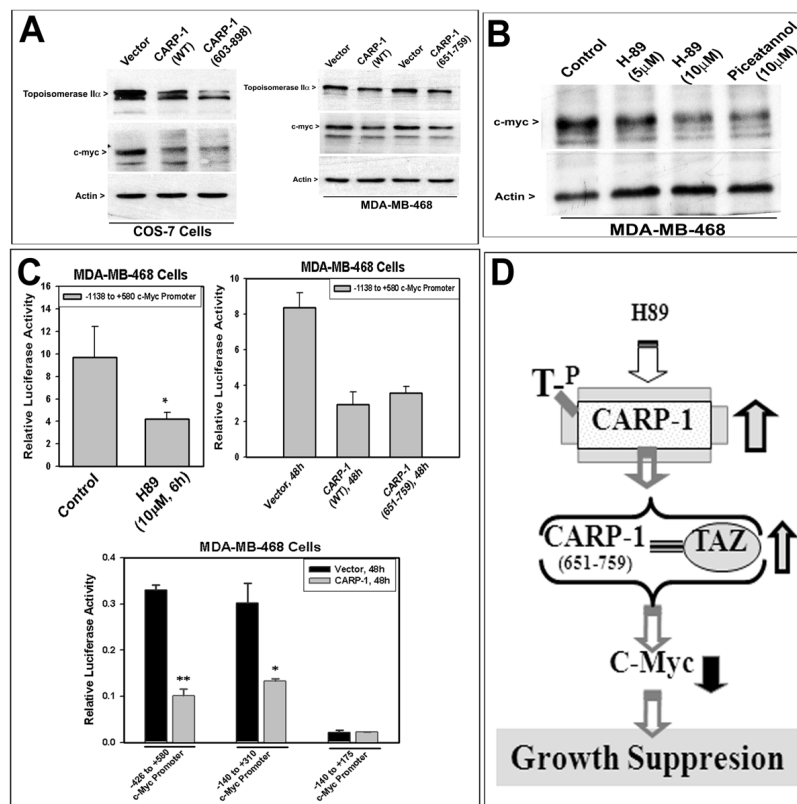 A
Vector
CARP-1
(WT)
CARP-1
(603-898)
Topoisomerase IIα >
c-myc >
Actin >
COS-7 Cells
Vector
CARP-1
(WT)
Vector
CARP-1
(651-759)
Topoisomerase IIα >
c-myc >
Actin >
MDA-MB-468
B
Control
H-89
(5μM)
H-89
(10μM)
Piceatannol
(10μM)
c-myc >
Actin >
MDA-MB-468
C
MDA-MB-468 Cells
-1138 to +580 c-Myc Promoter
Relative Luciferase Activity
16
14
12
10
8
6
4
2
0
*
Control
H89
(10μM, 6h)
MDA-MB-468 Cells
-1138 to +580 c-Myc Promoter
Relative Luciferase Activity
10
8
6
4
2
0
Vector, 48h
CARP-1
(WT), 48h
CARP-1
(651-759), 48h
MDA-MB-468 Cells
Vector, 48h
CARP-1, 48h
Relative Luciferase Activity
0.4
0.3
0.2
0.1
0.0
**
*
-426 to +580
c-Myc Promoter
-140 to +310
c-Myc Promoter
-140 to +175
c-Myc Promoter
D
H89
T-P
CARP-1
CARP-1
(651-759)
TAZ
C-Myc
Growth Suppresion